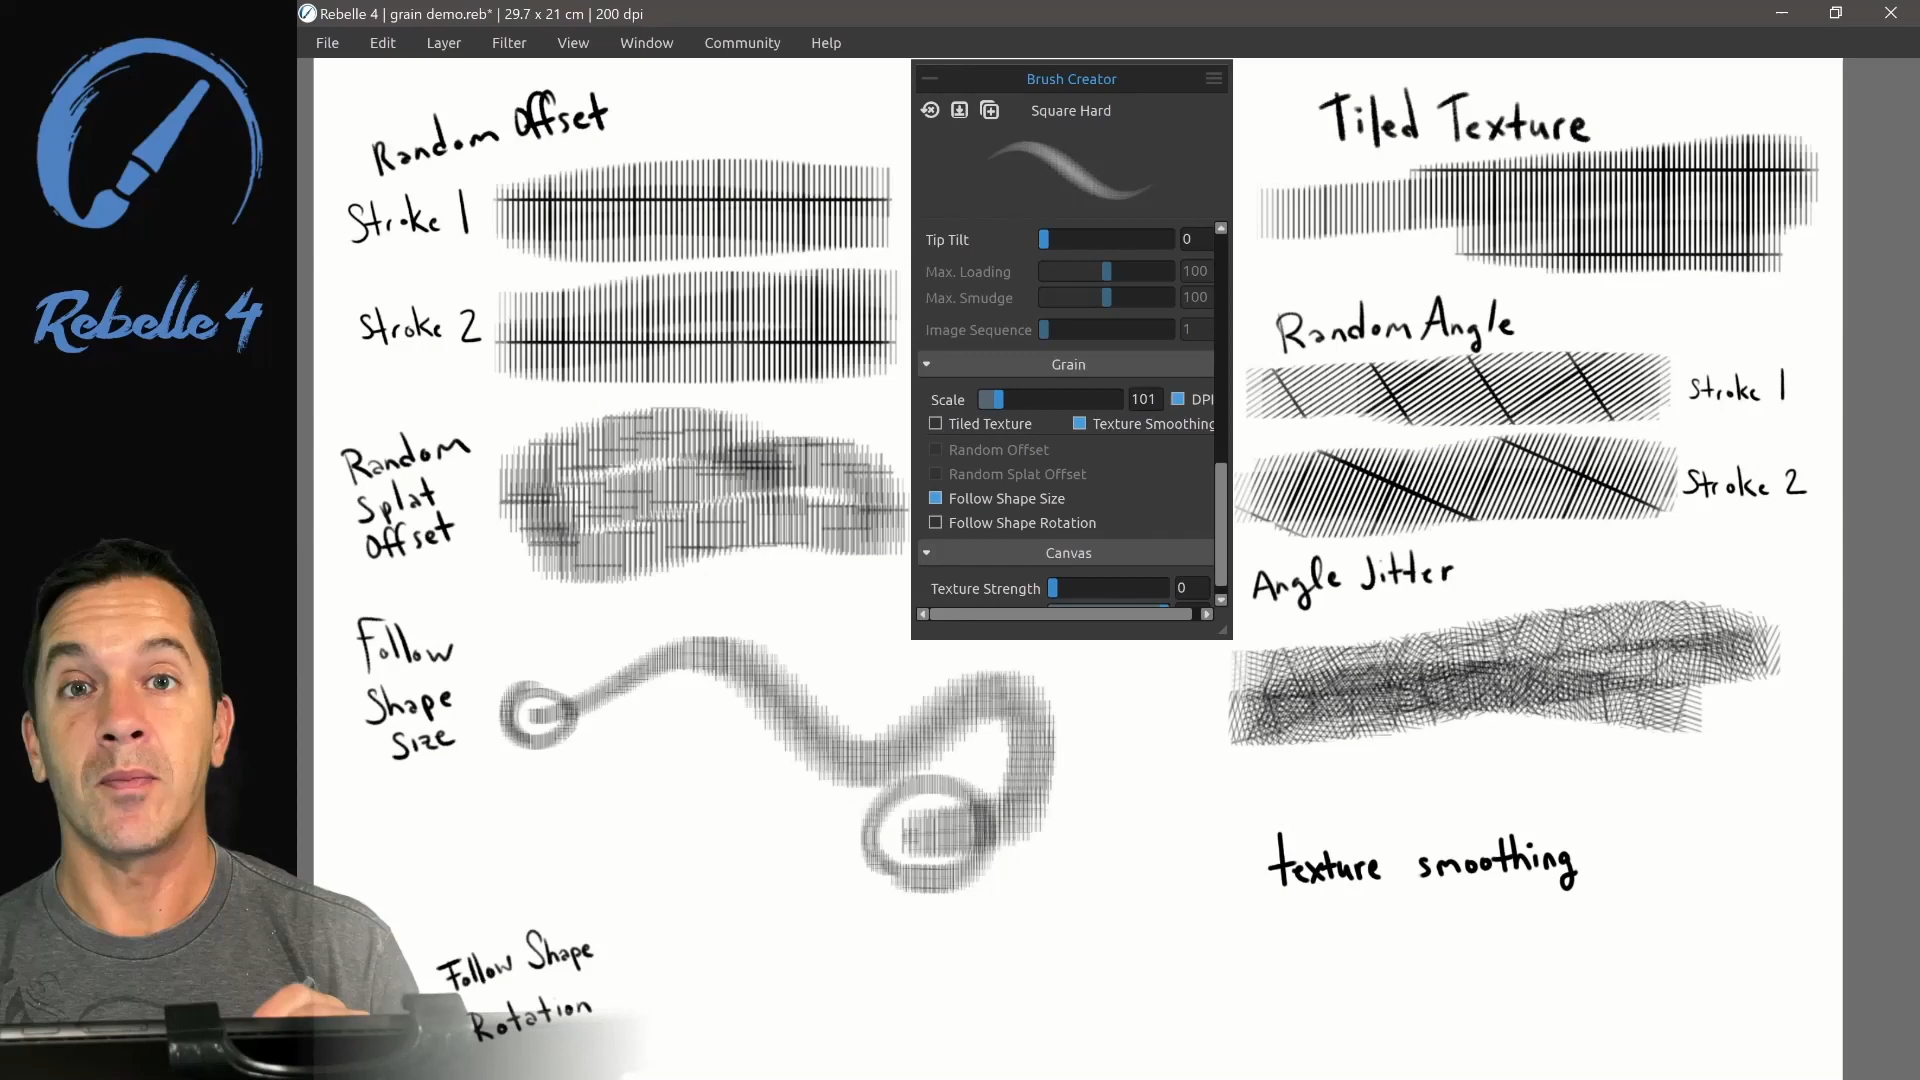 Rebelle 4 | grain demo.reb* | 29.7 x 21 cm | 200 dpi
File Edit Layer Filter View Window Community Help
Rebelle 4
Random Offset
Stroke 1
Stroke 2
Random
Splat
Offset
Follow
Shape
Size
Follow Shape
Rotation
Brush Creator
Square Hard
Tip Tilt 0
Max. Loading 100
Max. Smudge 100
Image Sequence 1
Grain
Scale 101 DPI
Tiled Texture Texture Smoothing
Random Offset
Random Splat Offset
Follow Shape Size
Follow Shape Rotation
Canvas
Texture Strength 0
Tiled Texture
Random Angle
Stroke 1
Stroke 2
Angle Jitter
texture smoothing